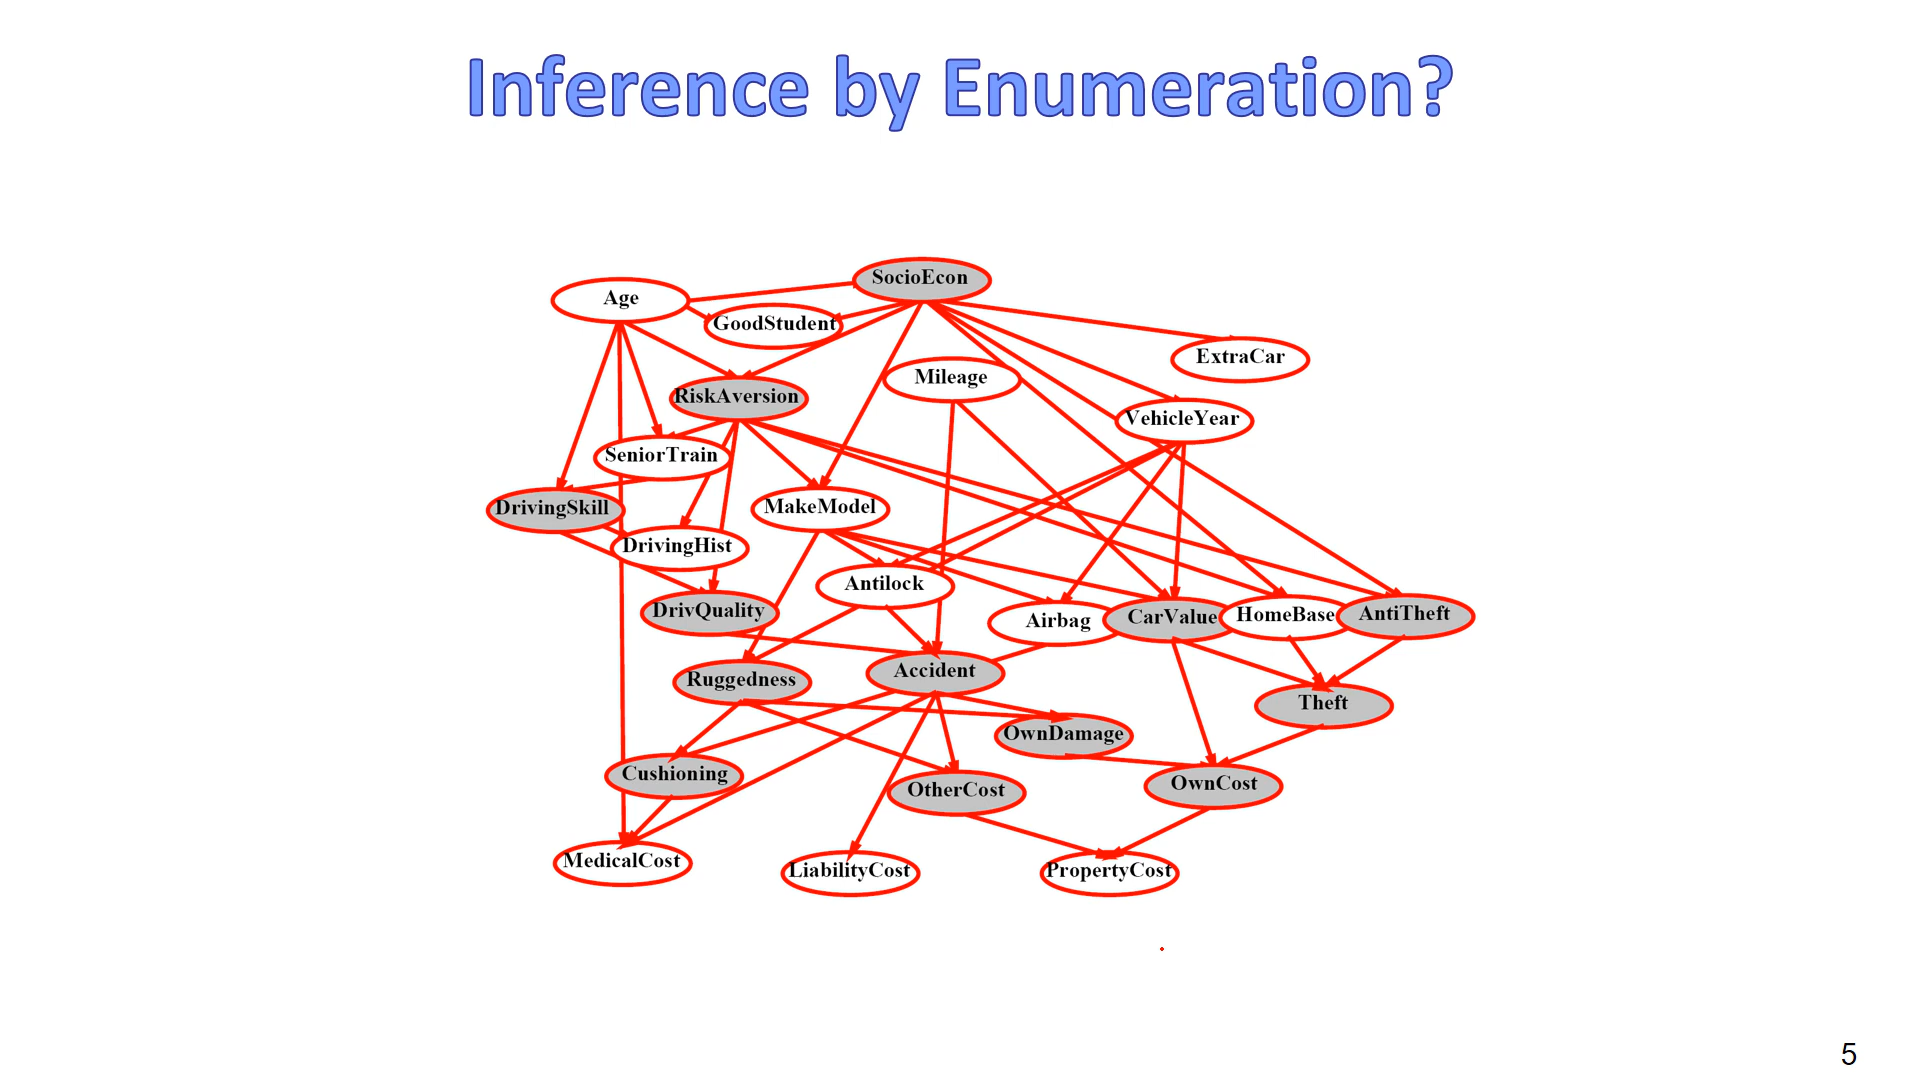 Inference by Enumeration?
SocioEcon
Age
GoodStudent
ExtraCar
Mileage
RiskAversion
VehicleYear
SeniorTrain
DrivingSkill
MakeModel
DrivingHist
Antilock
DrivQuality
Airbag
CarValue
HomeBase
AntiTheft
Ruggedness
Accident
Theft
OwnDamage
Cushioning
OtherCost
OwnCost
MedicalCost
LiabilityCost
PropertyCost
5